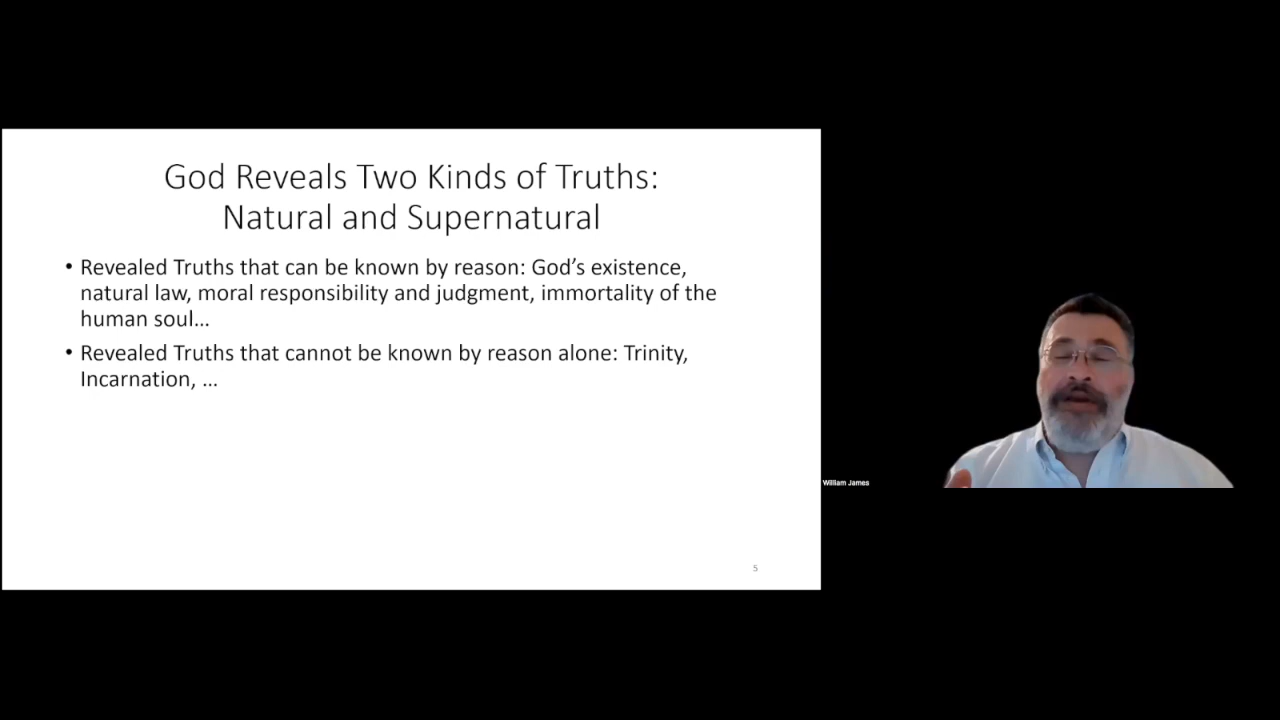 God Reveals Two Kinds of Truths:
Natural and Supernatural
• Revealed Truths that can be known by reason: God’s existence,
natural law, moral responsibility and judgment, immortality of the
human soul…
• Revealed Truths that cannot be known by reason alone: Trinity,
Incarnation, …
5
William James